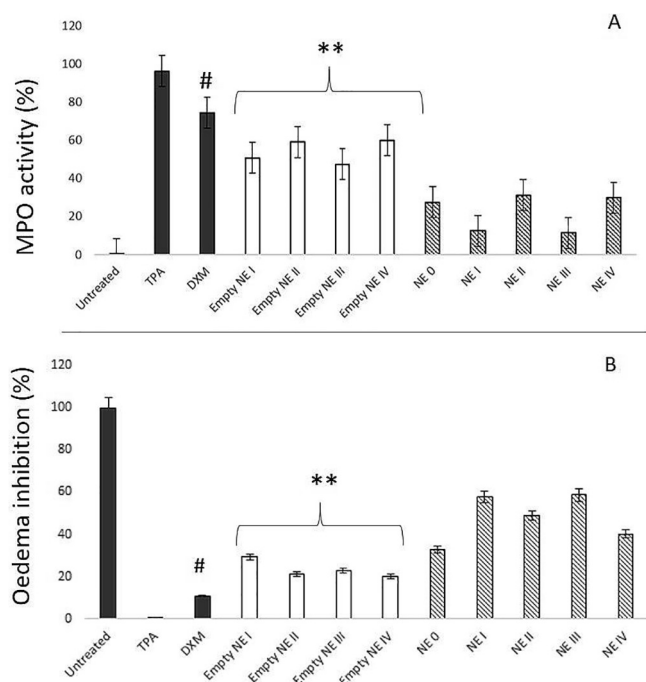 A
MPO activity (%)
120
100
80
60
40
20
0
#
**
Untreated
TPA
DXM
Empty NE I
Empty NE II
Empty NE III
Empty NE IV
NE 0
NE I
NE II
NE III
NE IV
B
Oedema inhibition (%)
120
100
80
60
40
20
0
#
**
Untreated
TPA
DXM
Empty NE I
Empty NE II
Empty NE III
Empty NE IV
NE 0
NE I
NE II
NE III
NE IV